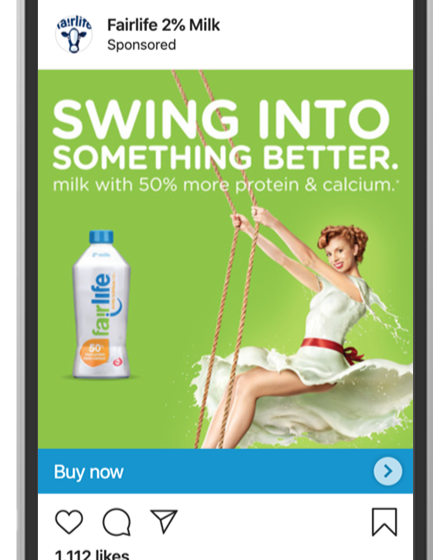 fairlife
Fairlife 2% Milk
Sponsored
SWING INTO
SOMETHING BETTER.
milk with 50% more protein & calcium.*
fairlife
50%
Buy now
1,112 likes